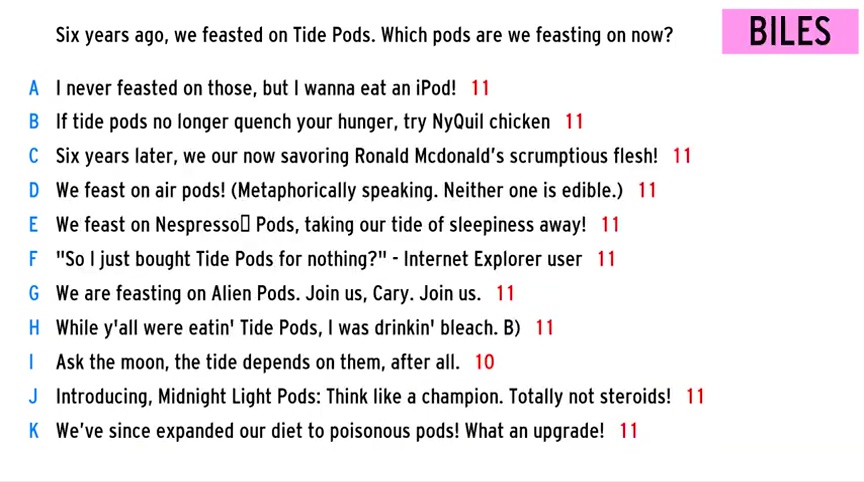 Six years ago, we feasted on Tide Pods. Which pods are we feasting on now?
BILES
A I never feasted on those, but I wanna eat an iPod! 11
B If tide pods no longer quench your hunger, try NyQuil chicken 11
C Six years later, we our now savoring Ronald Mcdonald’s scrumptious flesh! 11
D We feast on air pods! (Metaphorically speaking. Neither one is edible.) 11
E We feast on Nespresso▯ Pods, taking our tide of sleepiness away! 11
F "So I just bought Tide Pods for nothing?" - Internet Explorer user 11
G We are feasting on Alien Pods. Join us, Cary. Join us. 11
H While y'all were eatin' Tide Pods, I was drinkin' bleach. B) 11
I Ask the moon, the tide depends on them, after all. 10
J Introducing, Midnight Light Pods: Think like a champion. Totally not steroids! 11
K We’ve since expanded our diet to poisonous pods! What an upgrade! 11